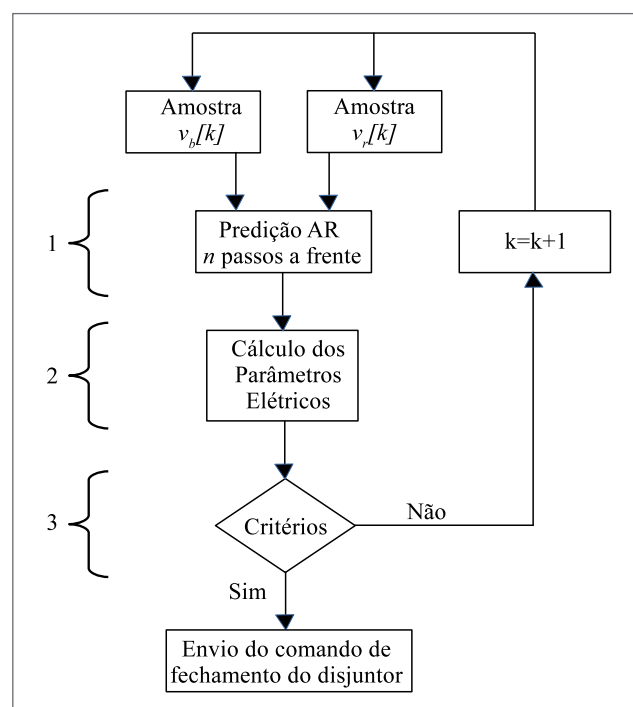 Amostra
v_b[k]
Amostra
v_r[k]
1
Predição AR
n passos a frente
k=k+1
2
Cálculo dos
Parâmetros
Elétricos
3
Critérios
Não
Sim
Envio do comando de
fechamento do disjuntor